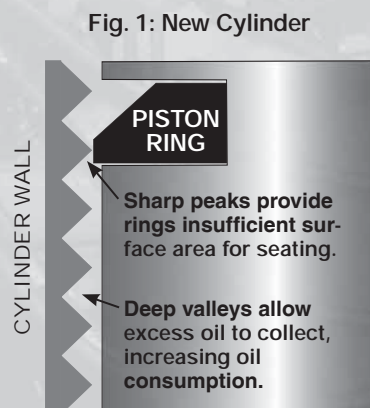 Fig. 1: New Cylinder
CYLINDER WALL
PISTON
RING
Sharp peaks provide
rings insufficient sur-
face area for seating.
Deep valleys allow
excess oil to collect,
increasing oil
consumption.